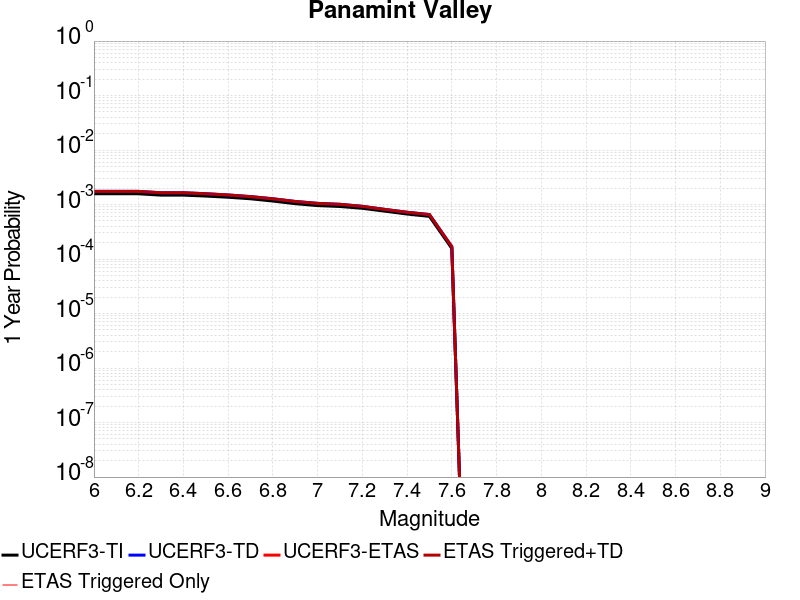 Panamint Valley
10^0
10^-1
10^-2
10^-3
10^-4
10^-5
10^-6
10^-7
10^-8
1 Year Probability
6 6.2 6.4 6.6 6.8 7 7.2 7.4 7.6 7.8 8 8.2 8.4 8.6 8.8 9
Magnitude
UCERF3-TI UCERF3-TD UCERF3-ETAS ETAS Triggered+TD
ETAS Triggered Only